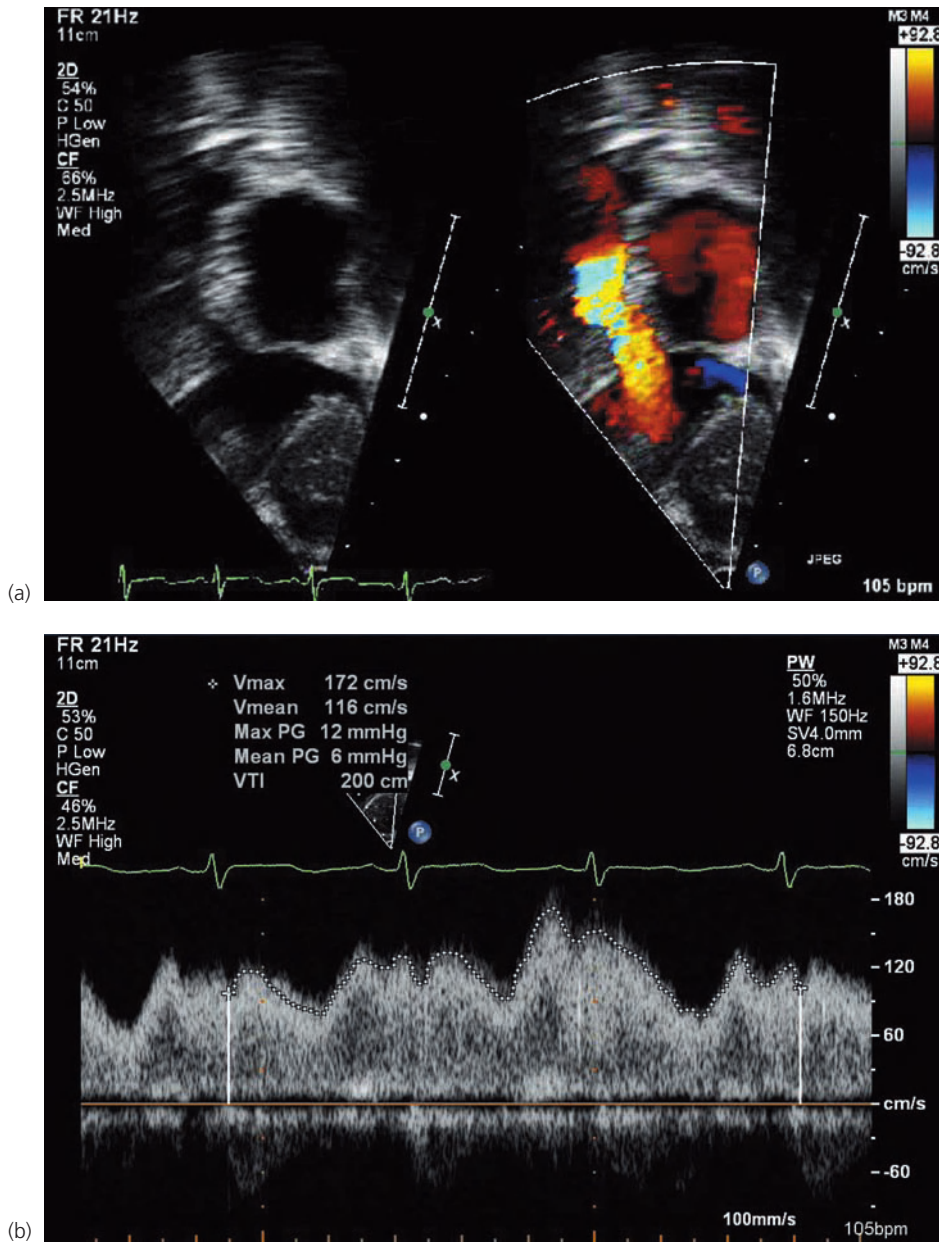 FR 21Hz
11cm
2D
54%
C 50
P Low
HGen
CF
66%
2.5MHz
WF High
Med
M3 M4
+92.8
-92.8
cm/s
X
X
P
JPEG
105 bpm
(a)
FR 21Hz
11cm
2D
53%
C 50
P Low
HGen
CF
46%
2.5MHz
WF High
Med
Vmax 172 cm/s
Vmean 116 cm/s
Max PG 12 mmHg
Mean PG 6 mmHg
VTI 200 cm
X
P
PW
50%
1.6MHz
WF 150Hz
SV4.0mm
6.8cm
M3 M4
+92.8
-92.8
cm/s
180
120
60
cm/s
-60
100mm/s
105bpm
(b)